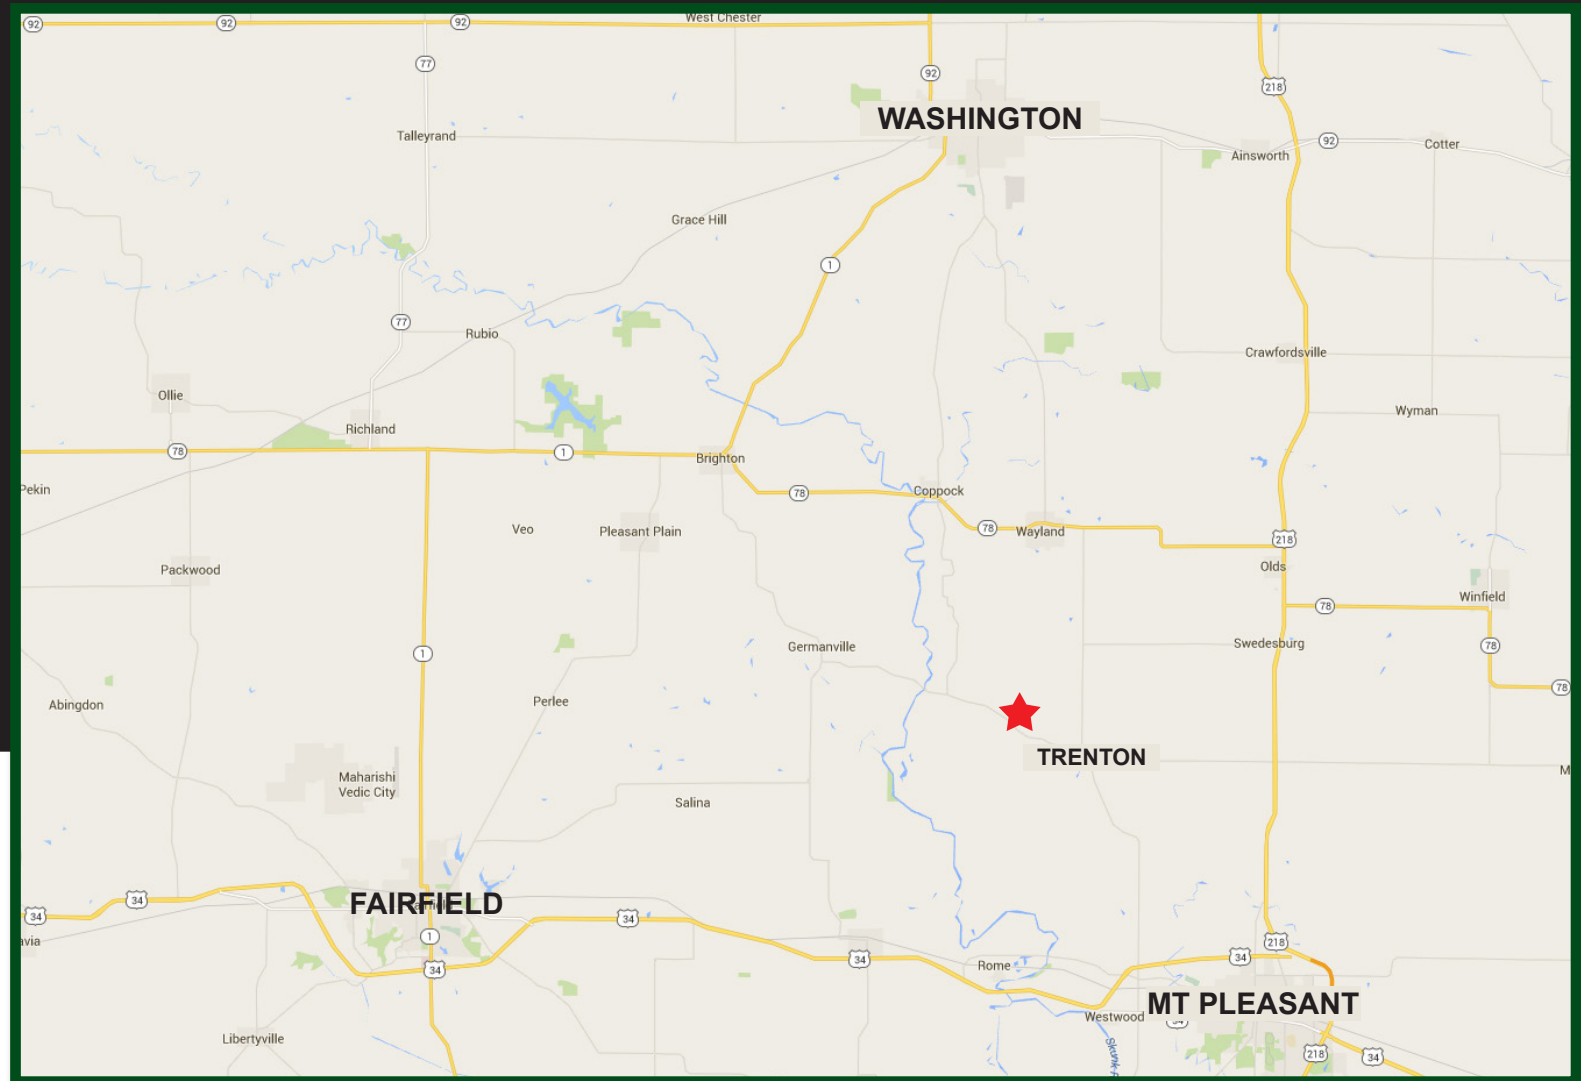 92
92
92
West Chester
77
92
218
WASHINGTON
Talleyrand
92
Ainsworth
Cotter
Grace Hill
1
77
Rubio
Crawfordsville
Ollie
Wyman
Richland
78
1
Brighton
Pekin
78
Coppock
Veo
Pleasant Plain
78
Wayland
218
Packwood
Olds
Winfield
78
Germanville
Swedesburg
78
1
78
Abingdon
Perlee
TRENTON
M
Maharishi
Vedic City
Salina
34
34
FAIRFIELD
34
avia
1
218
34
34
34
Rome
MT PLEASANT
Westwood
34
Libertyville
Skunk R
218
34